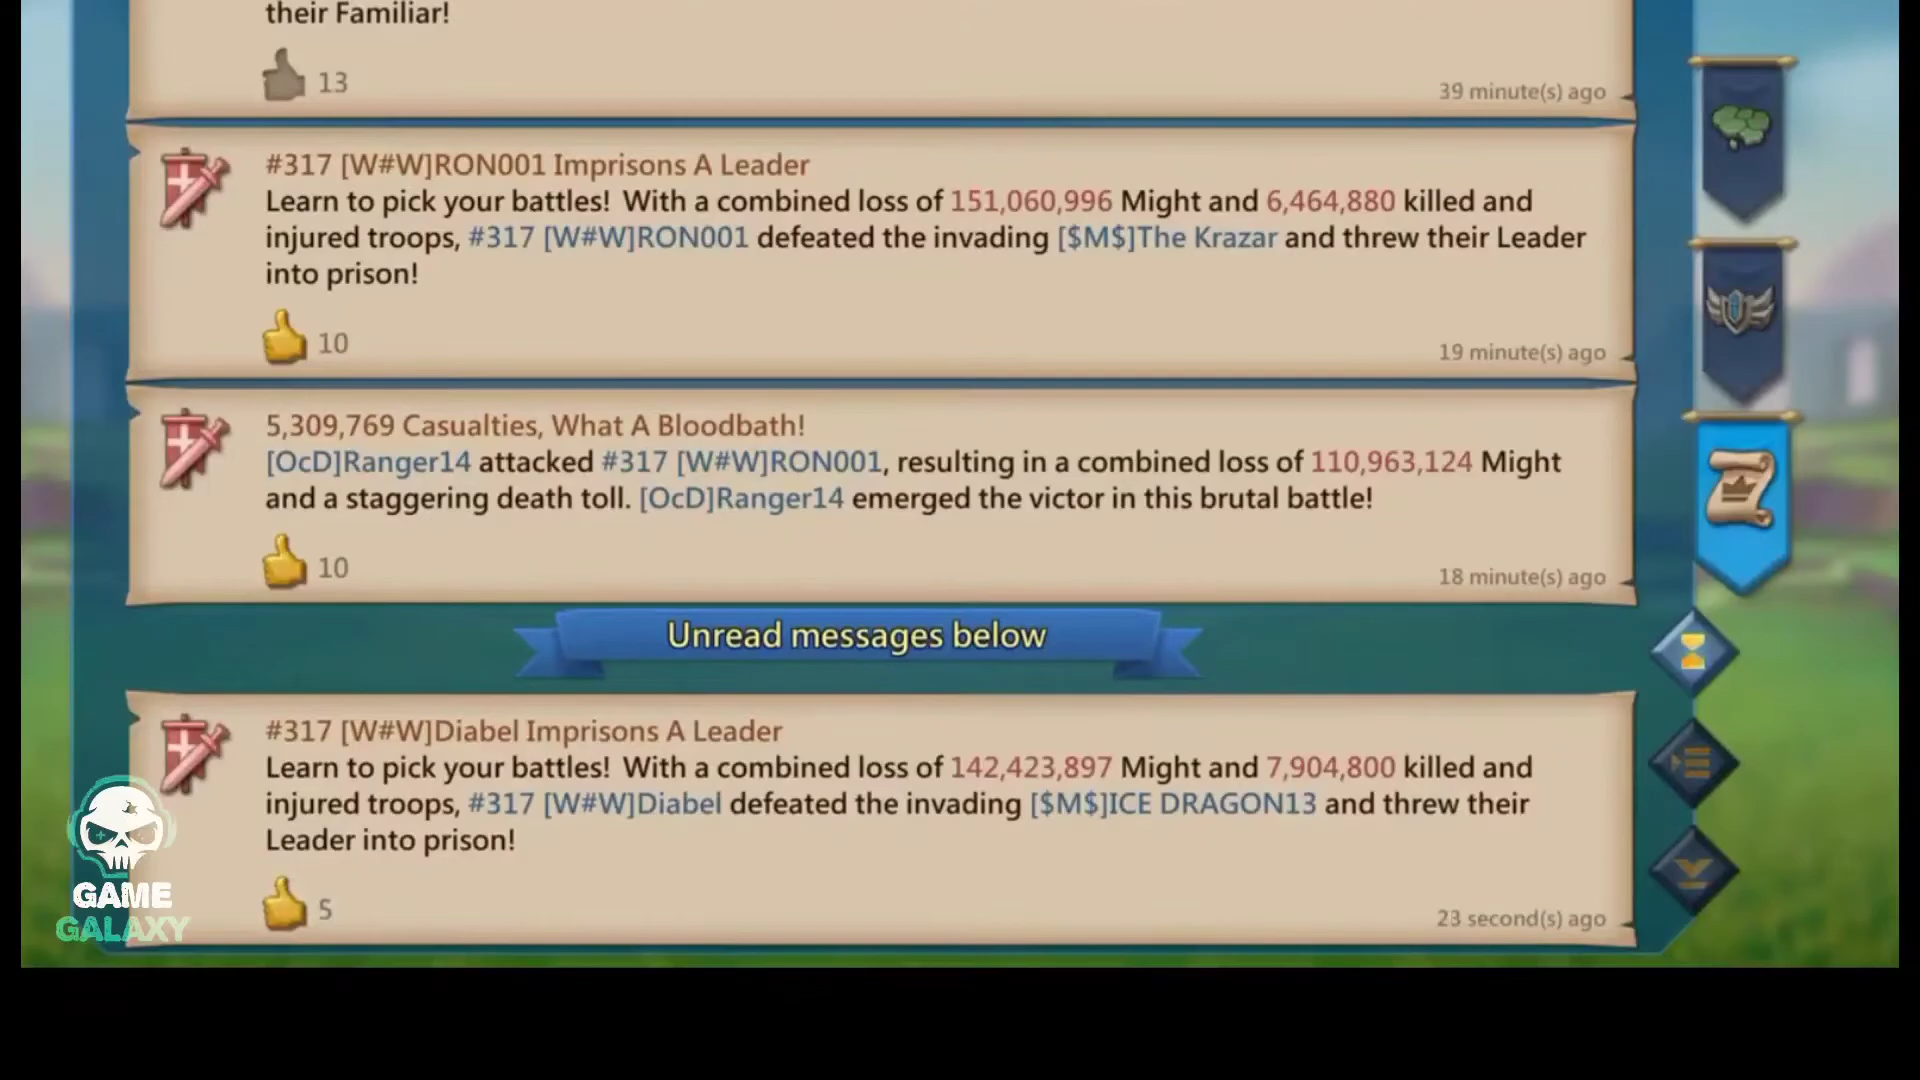 their Familiar!
13
39 minute(s) ago
#317 [W#W]RON001 Imprisons A Leader
Learn to pick your battles! With a combined loss of 151,060,996 Might and 6,464,880 killed and
injured troops, #317 [W#W]RON001 defeated the invading [$M$]The Krazar and threw their Leader
into prison!
10
19 minute(s) ago
5,309,769 Casualties, What A Bloodbath!
[OcD]Ranger14 attacked #317 [W#W]RON001, resulting in a combined loss of 110,963,124 Might
and a staggering death toll. [OcD]Ranger14 emerged the victor in this brutal battle!
10
18 minute(s) ago
Unread messages below
#317 [W#W]Diabel Imprisons A Leader
Learn to pick your battles! With a combined loss of 142,423,897 Might and 7,904,800 killed and
injured troops, #317 [W#W]Diabel defeated the invading [$M$]ICE DRAGON13 and threw their
Leader into prison!
5
23 second(s) ago
GAME
GALAXY